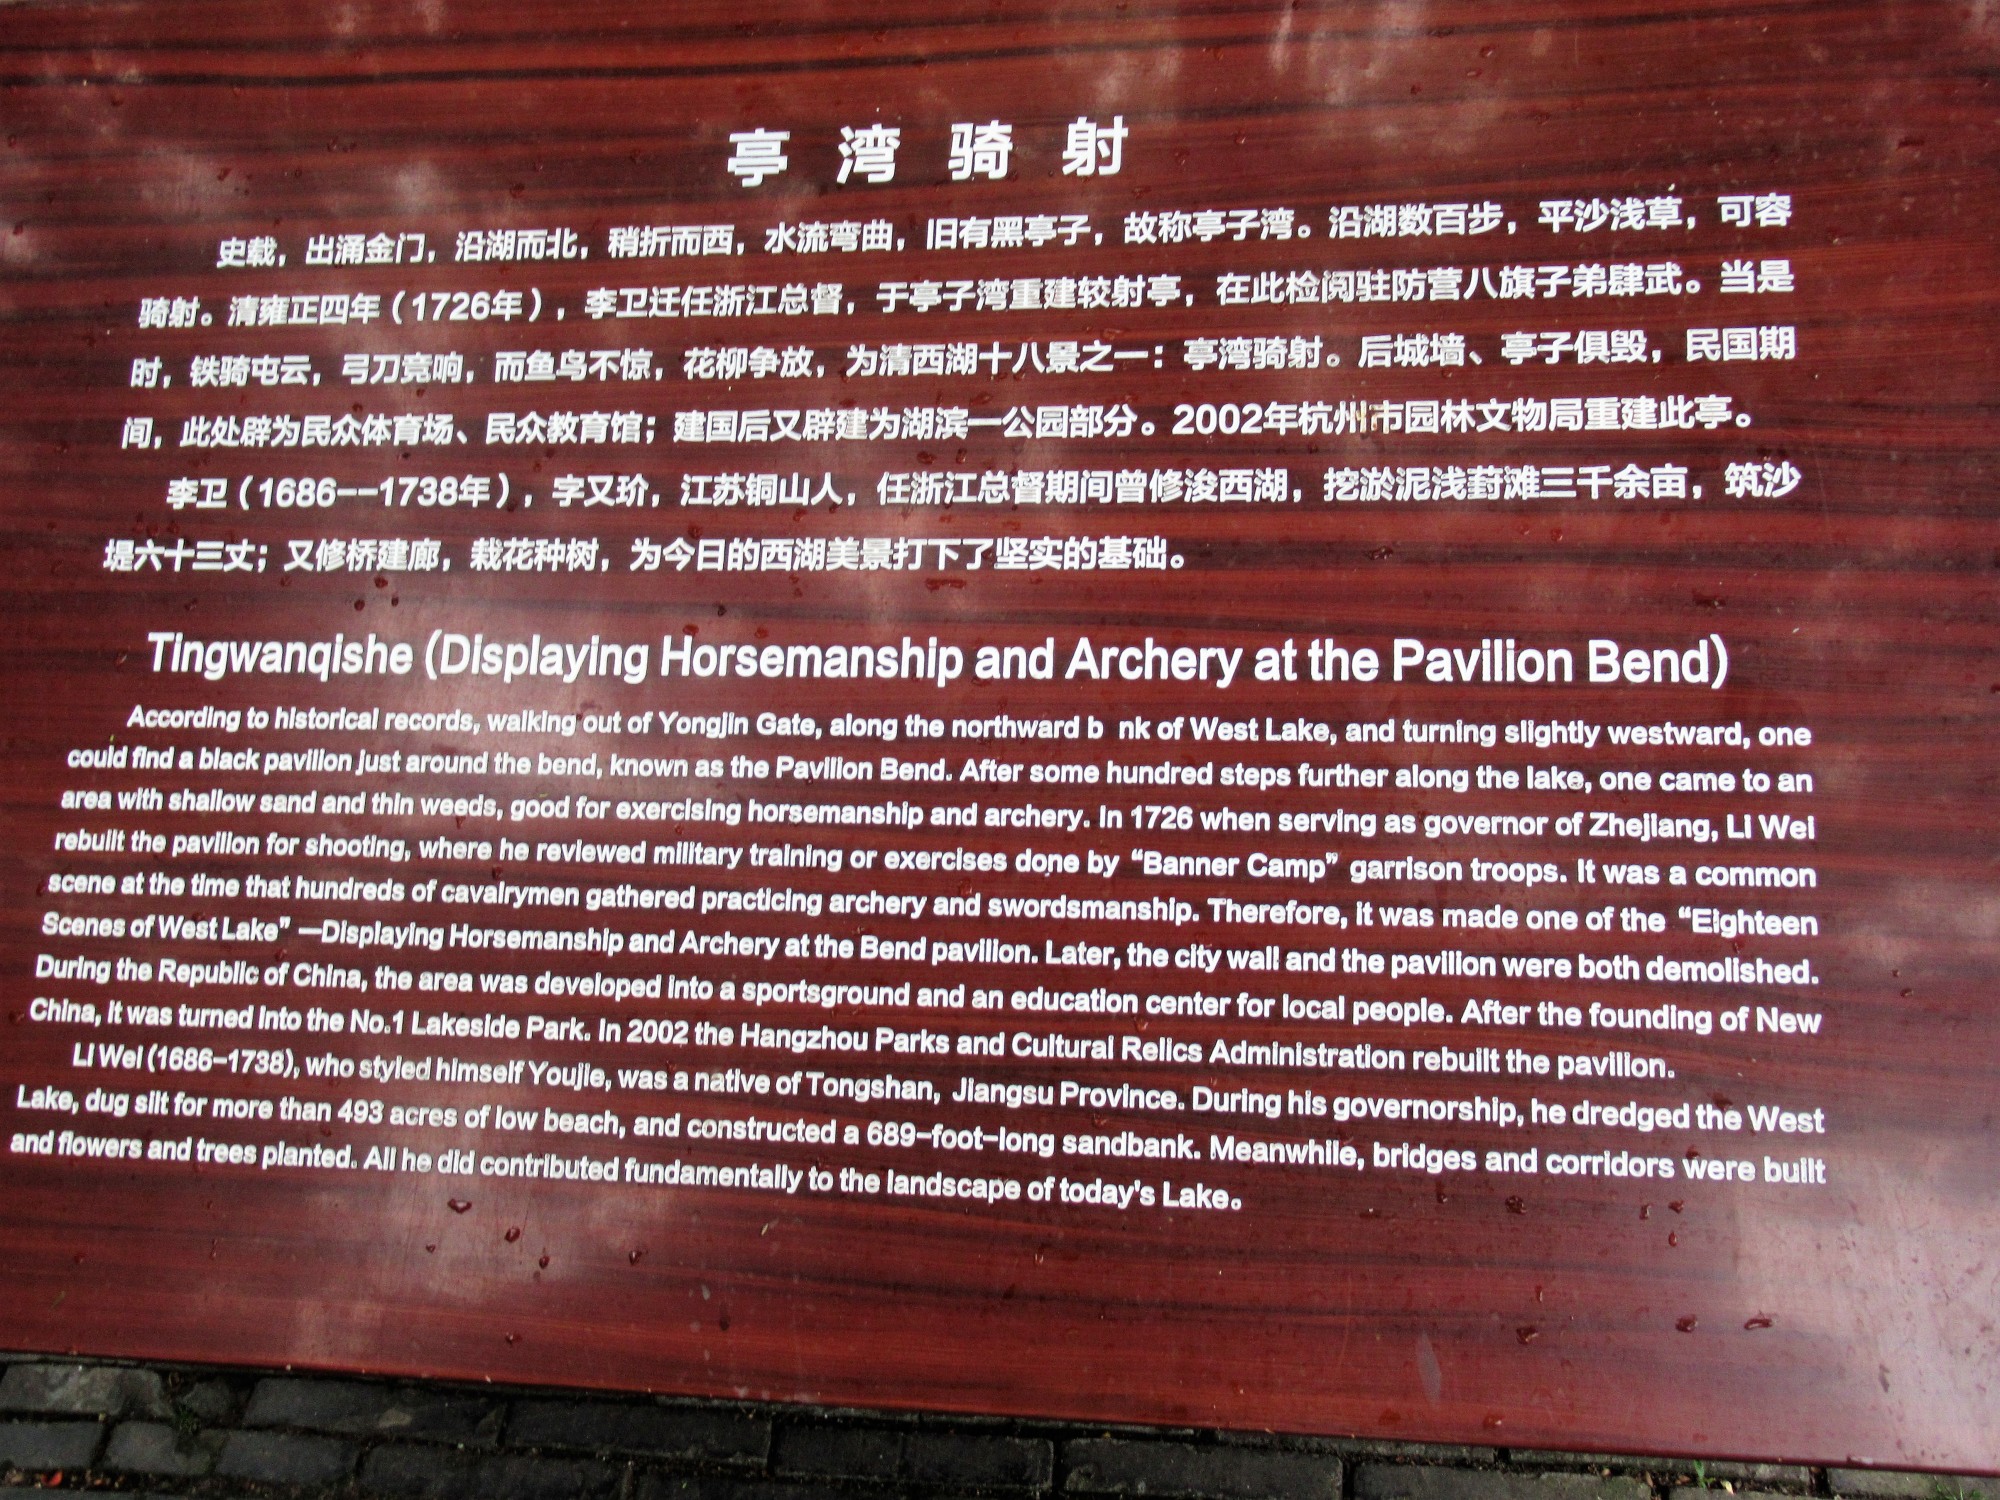 亭湾骑射
史载，出涌金门，沿湖而北，稍折而西，水流弯曲，旧有黑亭子，故称亭子湾。沿湖数百步，平沙浅草，可容
骑射。清雍正四年（1726年），李卫迁任浙江总督，于亭子湾重建较射亭，在此检阅驻防营八旗子弟肆武。当是
时，铁骑屯云，弓刀竞响，而鱼鸟不惊，花柳争放，为清西湖十八景之一：亭湾骑射。后城墙、亭子俱毁，民国期
间，此处辟为民众体育场、民众教育馆；建国后又辟建为湖滨一公园部分。2002年杭州市园林文物局重建此亭。
李卫（1686--1738年），字又玠，江苏铜山人，任浙江总督期间曾修浚西湖，挖淤泥浅葑滩三千余亩，筑沙
堤六十三丈；又修桥建廊，栽花种树，为今日的西湖美景打下了坚实的基础。
Tingwanqishe (Displaying Horsemanship and Archery at the Pavilion Bend)
According to historical records, walking out of Yongjin Gate, along the northward b nk of West Lake, and turning slightly westward, one
could find a black pavilion just around the bend, known as the Pavilion Bend. After some hundred steps further along the lake, one came to an
area with shallow sand and thin weeds, good for exercising horsemanship and archery. In 1726 when serving as governor of Zhejiang, Li Wei
rebuilt the pavilion for shooting, where he reviewed military training or exercises done by “Banner Camp” garrison troops. It was a common
scene at the time that hundreds of cavalrymen gathered practicing archery and swordsmanship. Therefore, it was made one of the “Eighteen
Scenes of West Lake” —Displaying Horsemanship and Archery at the Bend pavilion. Later, the city wall and the pavilion were both demolished.
During the Republic of China, the area was developed into a sportsground and an education center for local people. After the founding of New
China, it was turned into the No.1 Lakeside Park. In 2002 the Hangzhou Parks and Cultural Relics Administration rebuilt the pavilion.
Li Wei (1686-1738), who styled himself Youjie, was a native of Tongshan, Jiangsu Province. During his governorship, he dredged the West
Lake, dug silt for more than 493 acres of low beach, and constructed a 689-foot-long sandbank. Meanwhile, bridges and corridors were built
and flowers and trees planted. All he did contributed fundamentally to the landscape of today's Lake。